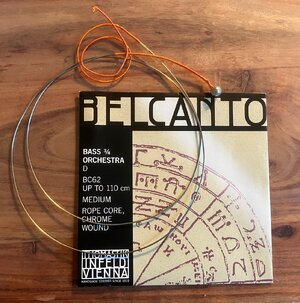 BELCANTO
BASS ¾
ORCHESTRA
D
BC62
UP TO 110 cm
MEDIUM
ROPE CORE,
CHROME
WOUND
THOMASTIK
INFELD
VIENNA